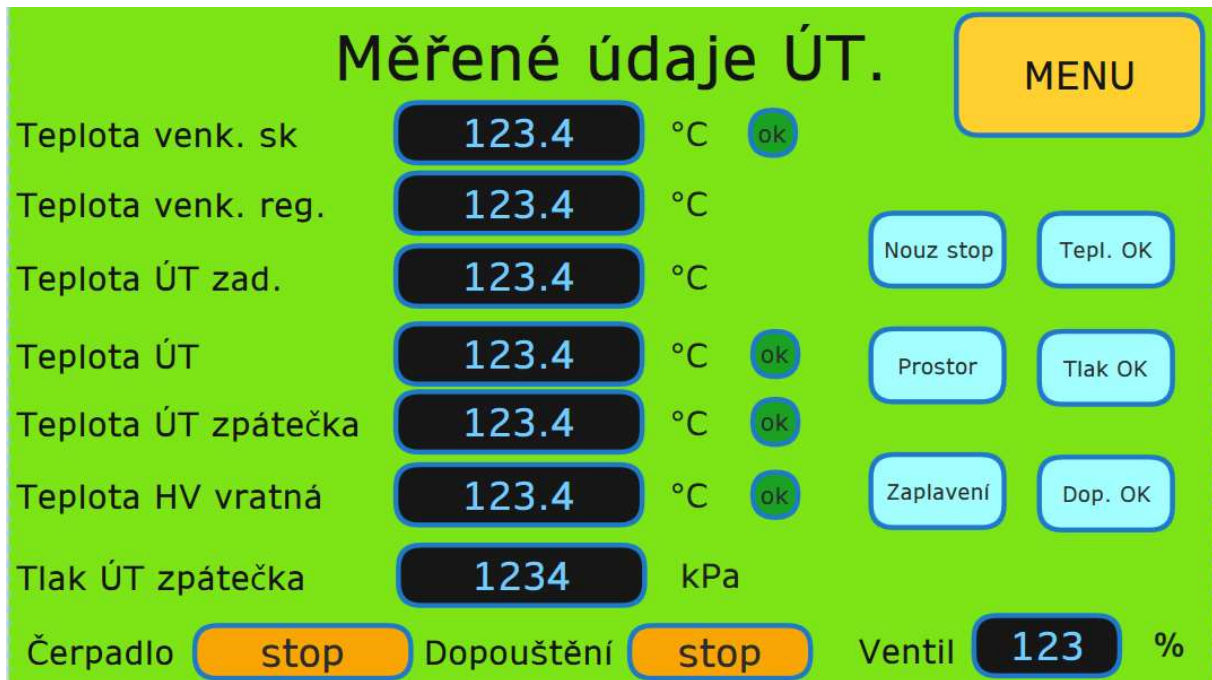 Měřené údaje ÚT.
MENU
Teplota venk. sk 123.4 °C ok
Teplota venk. reg. 123.4 °C
Nouz stop Tepl. OK
Teplota ÚT zad. 123.4 °C
Teplota ÚT 123.4 °C ok
Prostor Tlak OK
Teplota ÚT zpátečka 123.4 °C ok
Teplota HV vratná 123.4 °C ok
Zaplavení Dop. OK
Tlak ÚT zpátečka 1234 kPa
Čerpadlo stop Dopouštění stop Ventil 123 %